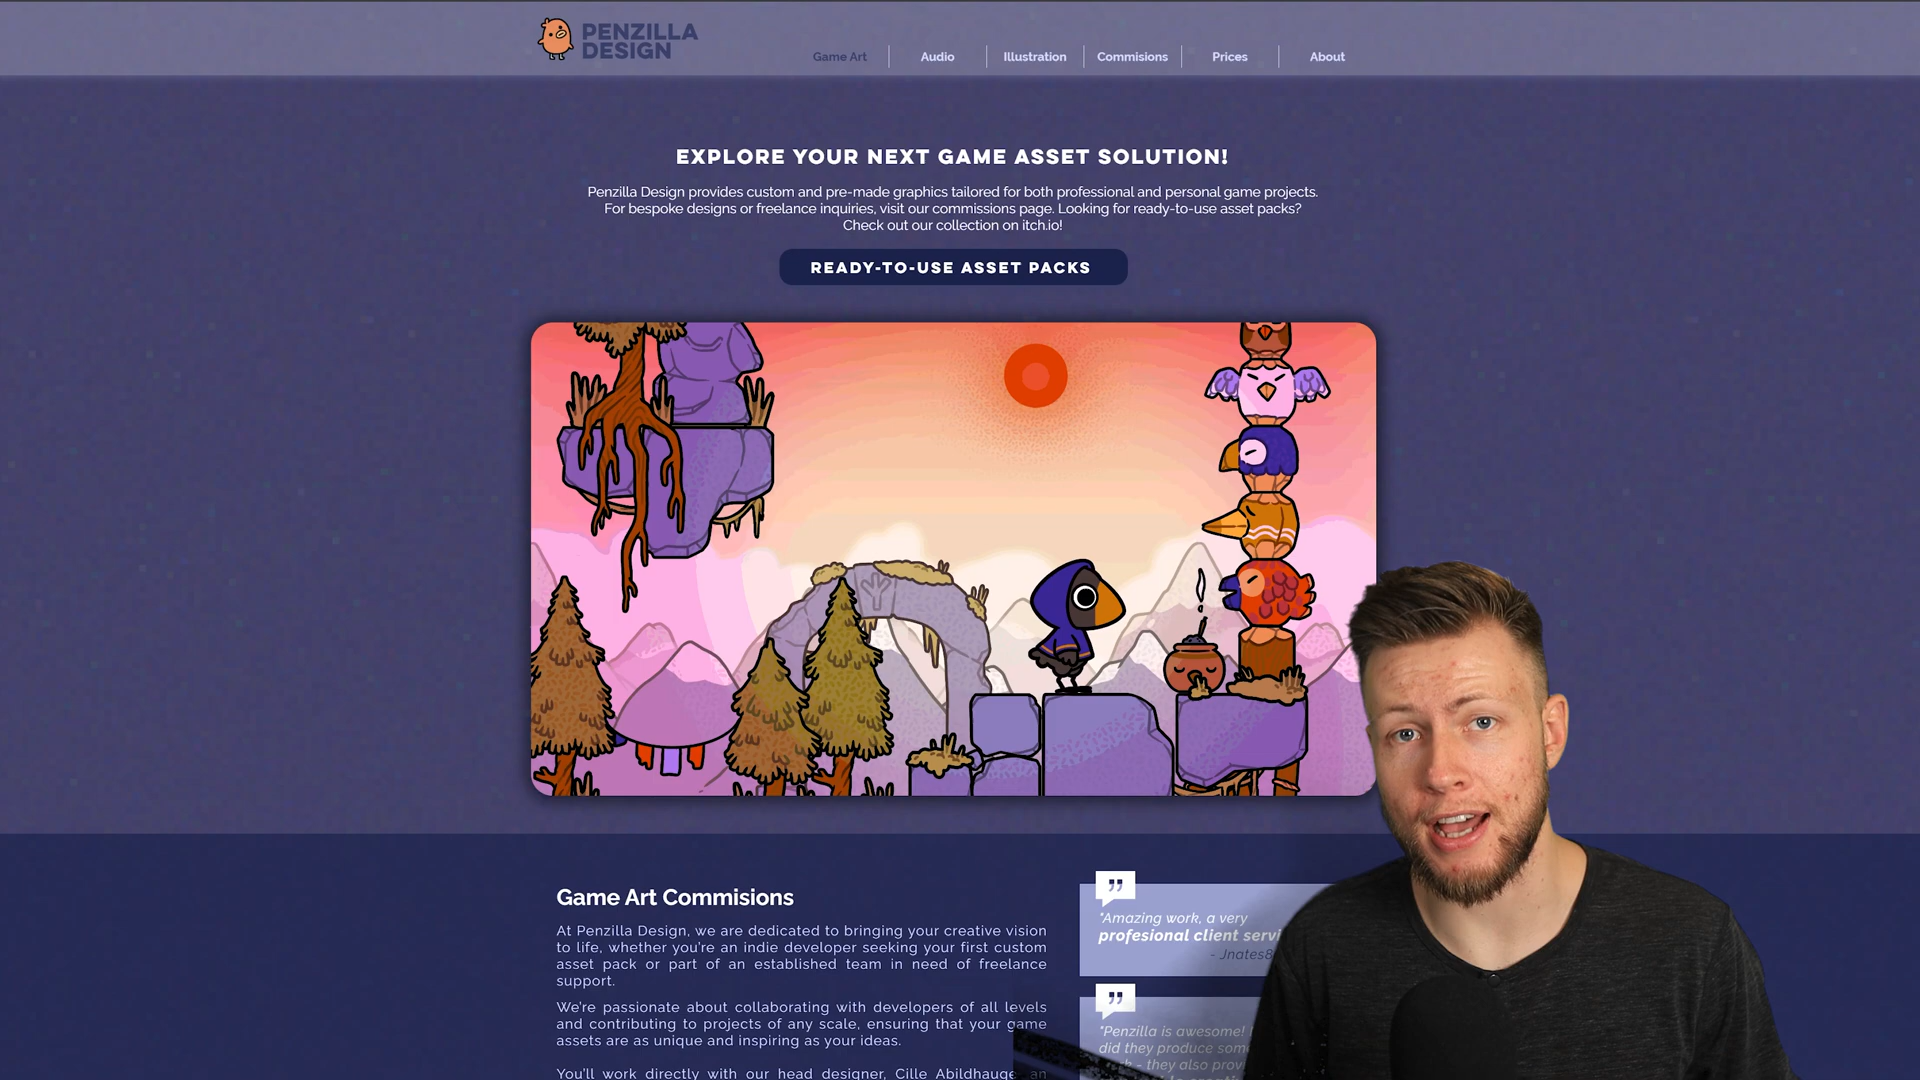 PENZILLA
DESIGN
Game Art
Audio
Illustration
Commisions
Prices
About
EXPLORE YOUR NEXT GAME ASSET SOLUTION!
Penzilla Design provides custom and pre-made graphics tailored for both professional and personal game projects.
For bespoke designs or freelance inquiries, visit our commissions page. Looking for ready-to-use asset packs?
Check out our collection on itch.io!
READY-TO-USE ASSET PACKS
Game Art Commisions
At Penzilla Design, we are dedicated to bringing your creative vision
to life, whether you're an indie developer seeking your first custom
asset pack or part of an established team in need of freelance
support.
We're passionate about collaborating with developers of all levels
and contributing to projects of any scale, ensuring that your game
assets are as unique and inspiring as your ideas.
You'll work directly with our head designer, Cille Abildhauge, an
"Amazing work, a very
profesional client servi
- Jnates8
"Penzilla is awesome!
did they produce some
- they also prov